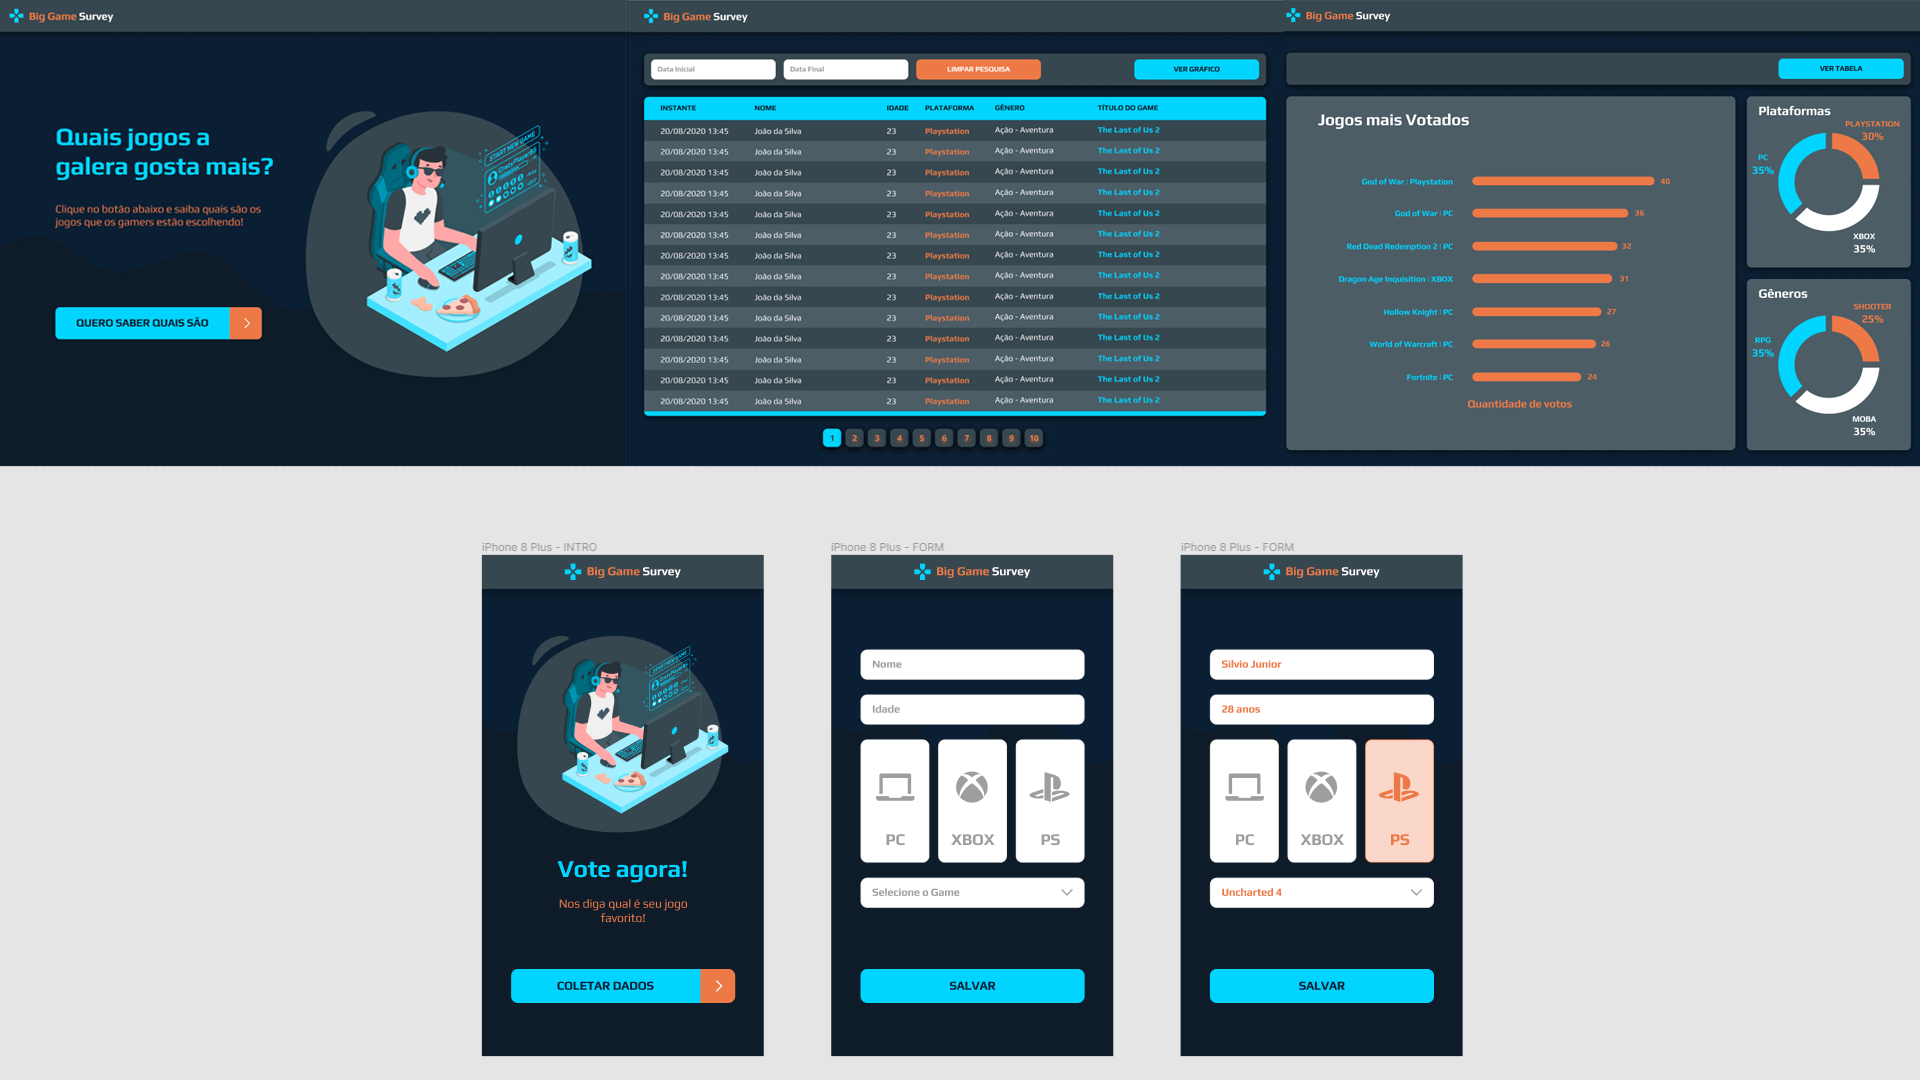 Big Game Survey
Quais jogos a
galera gosta mais?
Clique no botão abaixo e saiba quais são os
jogos que os gamers estão escolhendo!
QUERO SABER QUAIS SÃO
START NEW GAME
CrazyPlayer85
Big Game Survey
Data Inicial
Data Final
LIMPAR PESQUISA
VER GRÁFICO
INSTANTE NOME IDADE PLATAFORMA GÊNERO TÍTULO DO GAME
20/08/2020 13:45 João da Silva 23 Playstation Ação - Aventura The Last of Us 2
20/08/2020 13:45 João da Silva 23 Playstation Ação - Aventura The Last of Us 2
20/08/2020 13:45 João da Silva 23 Playstation Ação - Aventura The Last of Us 2
20/08/2020 13:45 João da Silva 23 Playstation Ação - Aventura The Last of Us 2
20/08/2020 13:45 João da Silva 23 Playstation Ação - Aventura The Last of Us 2
20/08/2020 13:45 João da Silva 23 Playstation Ação - Aventura The Last of Us 2
20/08/2020 13:45 João da Silva 23 Playstation Ação - Aventura The Last of Us 2
20/08/2020 13:45 João da Silva 23 Playstation Ação - Aventura The Last of Us 2
20/08/2020 13:45 João da Silva 23 Playstation Ação - Aventura The Last of Us 2
20/08/2020 13:45 João da Silva 23 Playstation Ação - Aventura The Last of Us 2
20/08/2020 13:45 João da Silva 23 Playstation Ação - Aventura The Last of Us 2
20/08/2020 13:45 João da Silva 23 Playstation Ação - Aventura The Last of Us 2
20/08/2020 13:45 João da Silva 23 Playstation Ação - Aventura The Last of Us 2
20/08/2020 13:45 João da Silva 23 Playstation Ação - Aventura The Last of Us 2
1 2 3 4 5 6 7 8 9 10
Big Game Survey
VER TABELA
Jogos mais Votados
God of War | Playstation 40
God of War | PC 36
Red Dead Redemption 2 | PC 32
Dragon Age Inquisition | XBOX 31
Hollow Knight | PC 27
World of Warcraft | PC 26
Fortnite | PC 24
Quantidade de votos
Plataformas
PLAYSTATION
30%
PC
35%
XBOX
35%
Gêneros
SHOOTER
25%
RPG
35%
MOBA
35%
iPhone 8 Plus - INTRO
Big Game Survey
START NEW GAME
CrazyPlayer85
Vote agora!
Nos diga qual é seu jogo
favorito!
COLETAR DADOS
iPhone 8 Plus - FORM
Big Game Survey
Nome
Idade
PC XBOX PS
Selecione o Game
SALVAR
iPhone 8 Plus - FORM
Big Game Survey
Silvio Junior
28 anos
PC XBOX PS
Uncharted 4
SALVAR